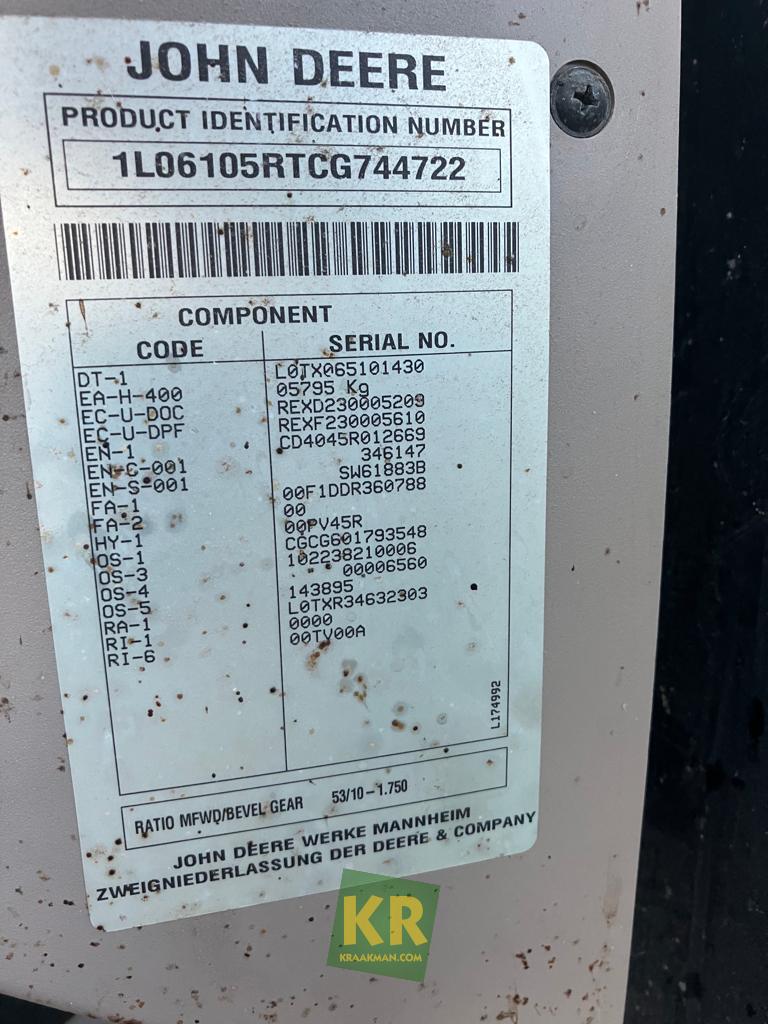 JOHN DEERE
PRODUCT IDENTIFICATION NUMBER
1L06105RTCG744722
COMPONENT
CODE SERIAL NO.
DT-1 L0TX065101430
EA-H-400 05795 Kg
EC-U-DOC REXD230005209
EC-U-DPF REXF230005610
EN-1 CD4045R012669
EN-C-001 346147
EN-S-001 SW61883B
FA-1 00F1DDR360788
FA-2 00
HY-1 00PV45R
OS-1 CGCG601793548
OS-3 102238210006
OS-4 00006560
OS-5 143895
RA-1 L0TXR34632303
RI-1 0000
RI-6 00TV00A
L174992
RATIO MFWD/BEVEL GEAR 53/10-1.750
JOHN DEERE WERKE MANNHEIM
ZWEIGNIEDERLASSUNG DER DEERE & COMPANY
KR
KRAAKMAN.COM